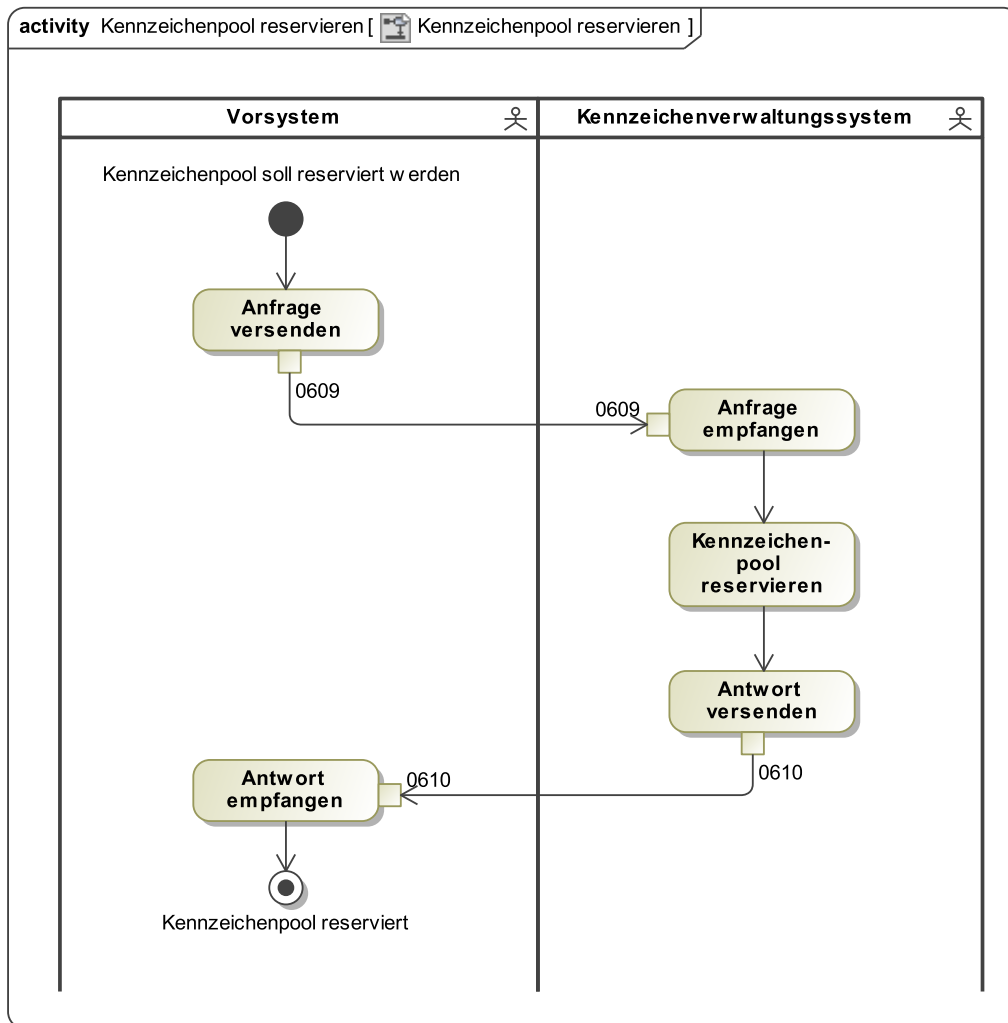 activity Kennzeichenpool reservieren [ Kennzeichenpool reservieren ]
Vorsystem
Kennzeichenverwaltungssystem
Kennzeichenpool soll reserviert werden
Anfrage
versenden
0609
0609
Anfrage
empfangen
Kennzeichen-
pool
reservieren
Antwort
versenden
0610
0610
Antwort
empfangen
Kennzeichenpool reserviert